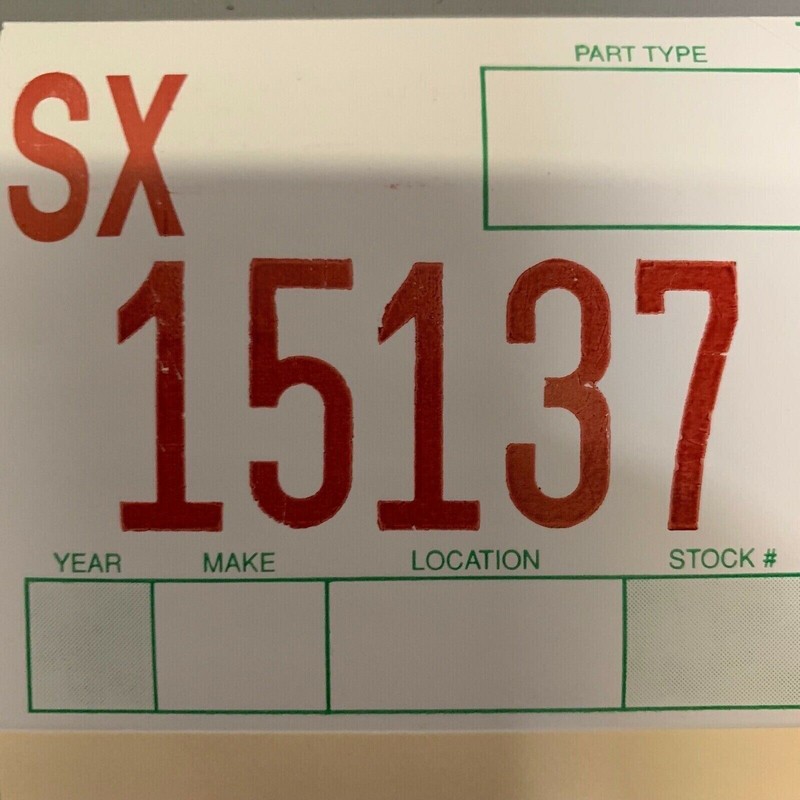 PART TYPE
SX
15137
YEAR MAKE LOCATION STOCK #